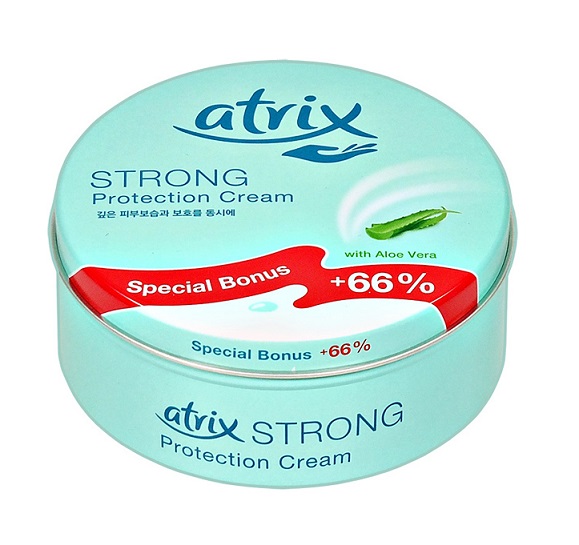 atrix
STRONG
Protection Cream
깊은 피부보습과 보호를 동시에
with Aloe Vera
Special Bonus +66%
Special Bonus +66%
atrix STRONG
Protection Cream